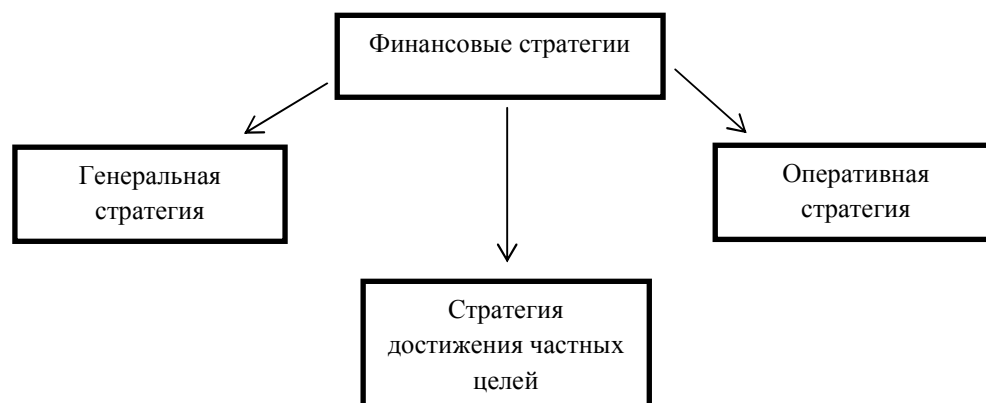 Финансовые стратегии
Генеральная
стратегия
Оперативная
стратегия
Стратегия
достижения частных
целей